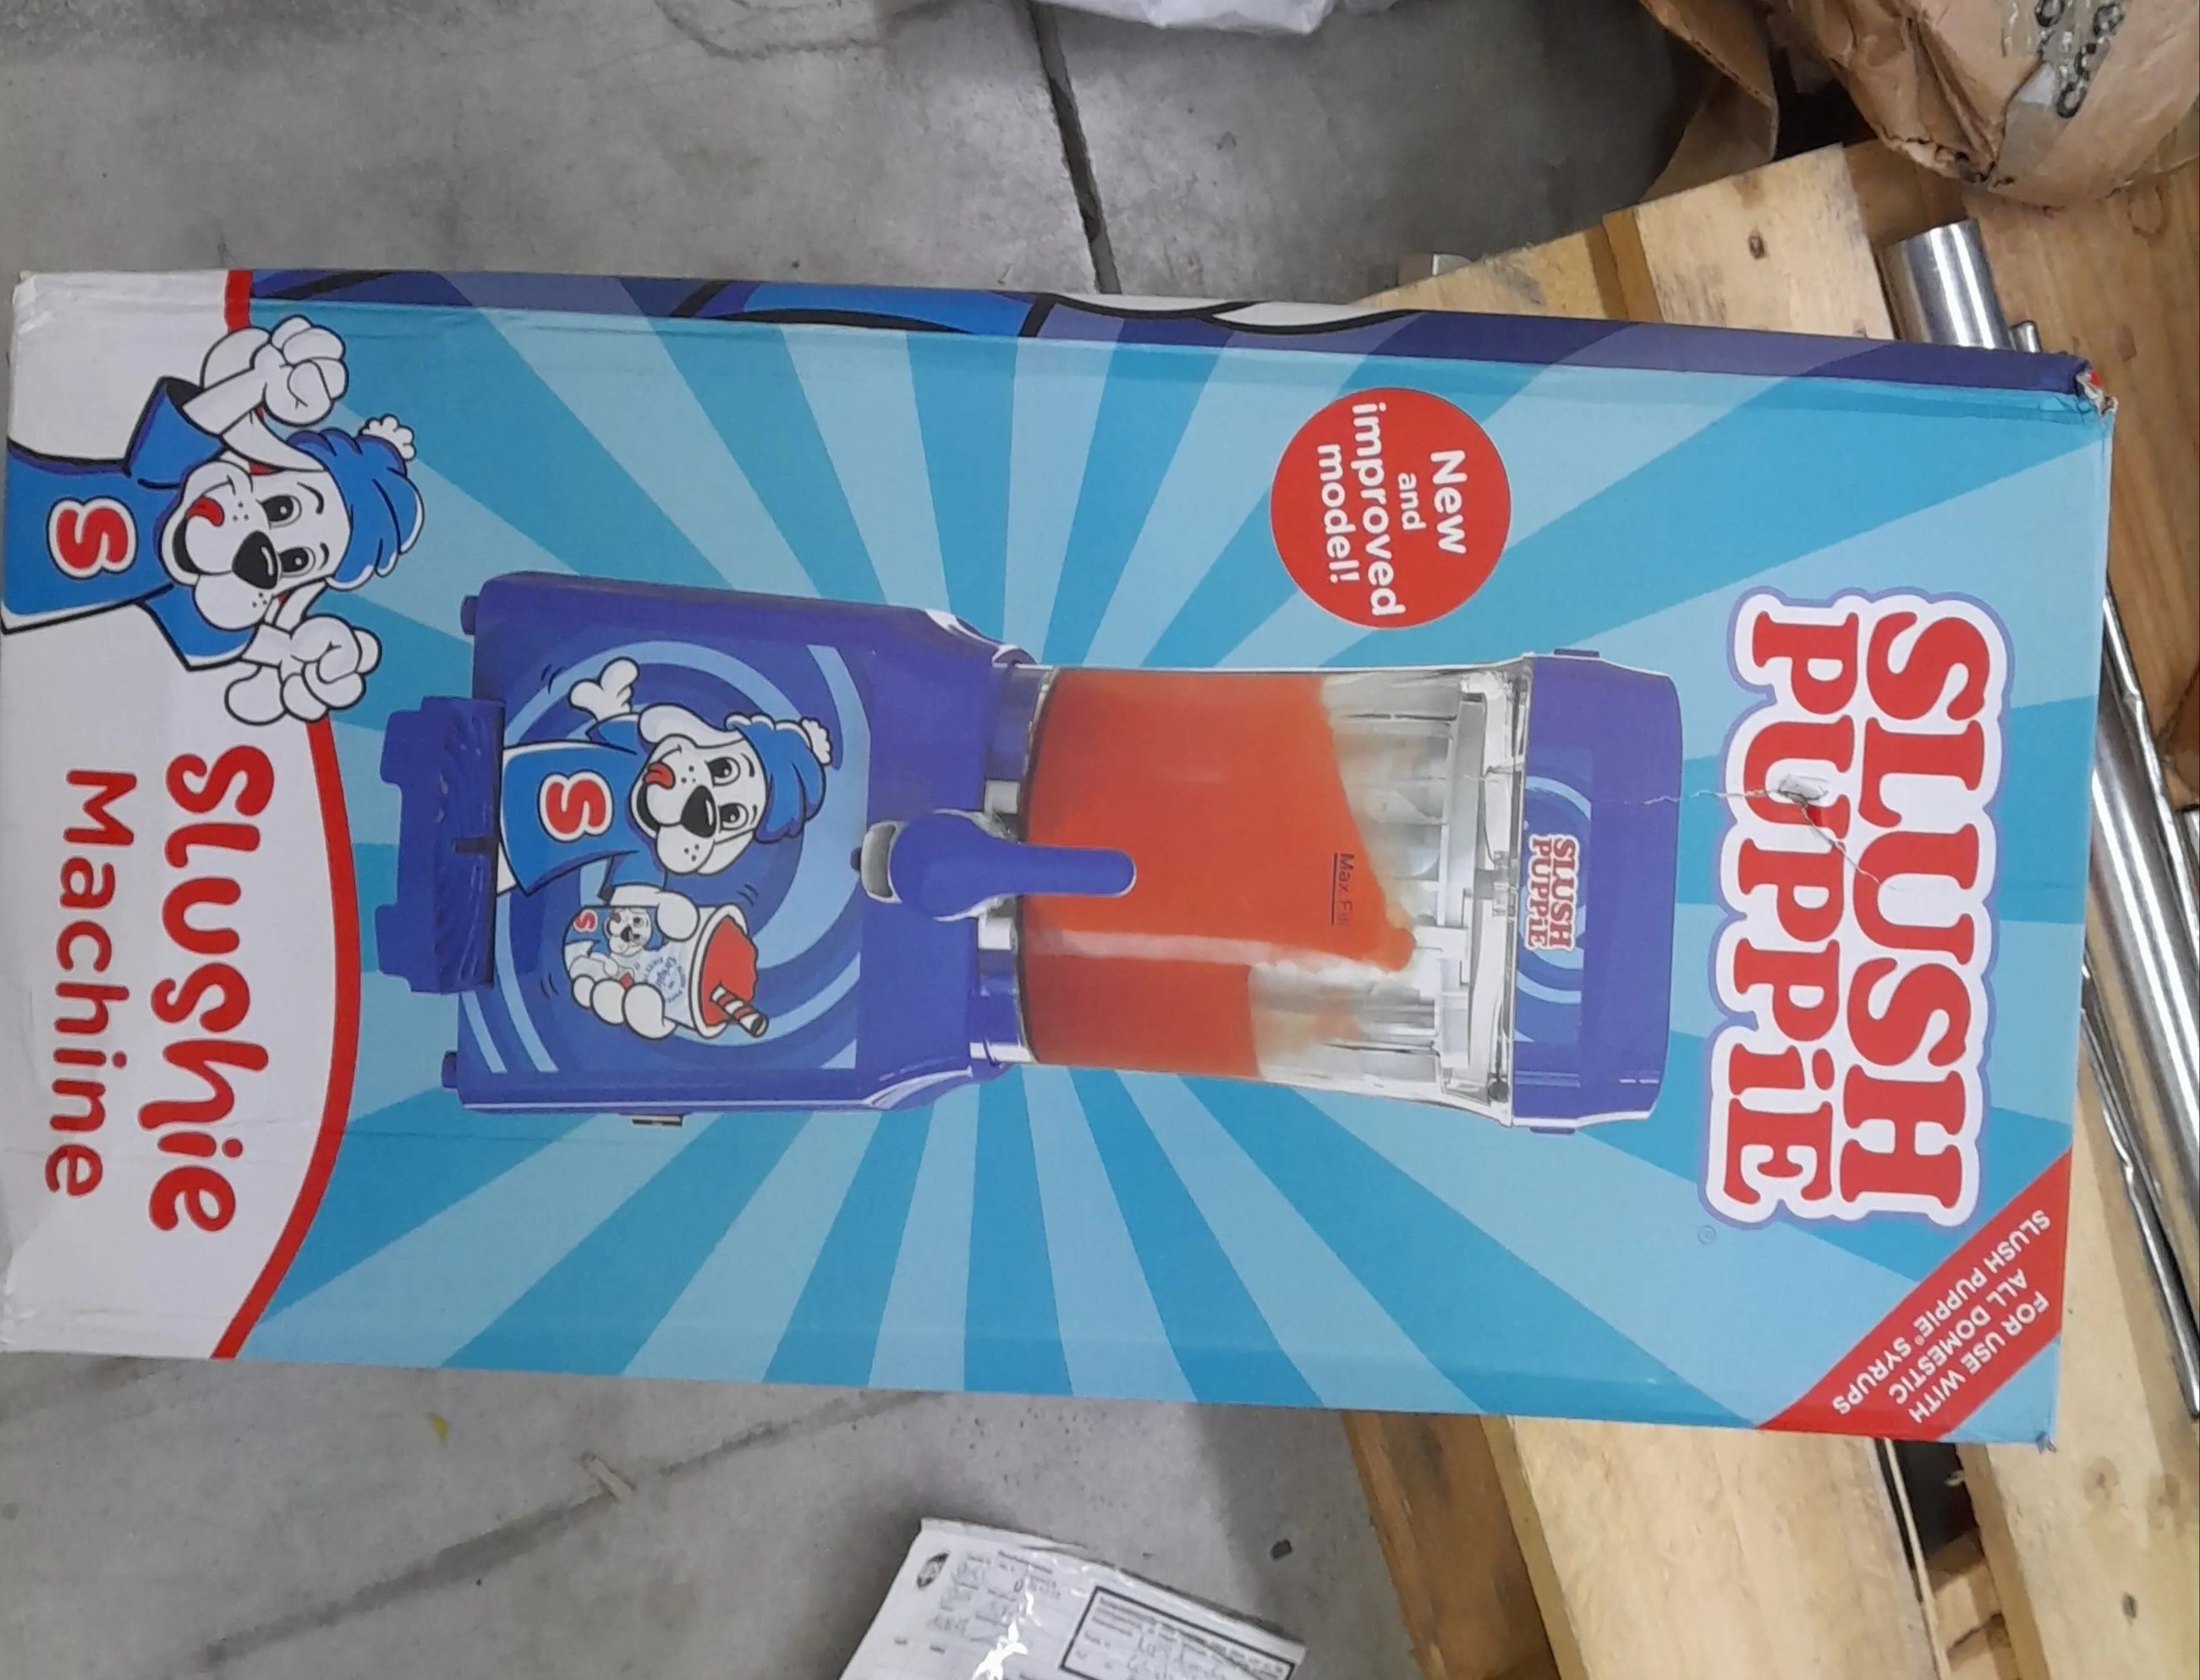 SLUSH
PUPPiE
©
FOR USE WITH
ALL DOMESTIC
SLUSH PUPPIE® SYRUPS
New
and
improved
model!
SLUSH
PUPPiE
Max Fill
S
S
S
Slushie
Machine